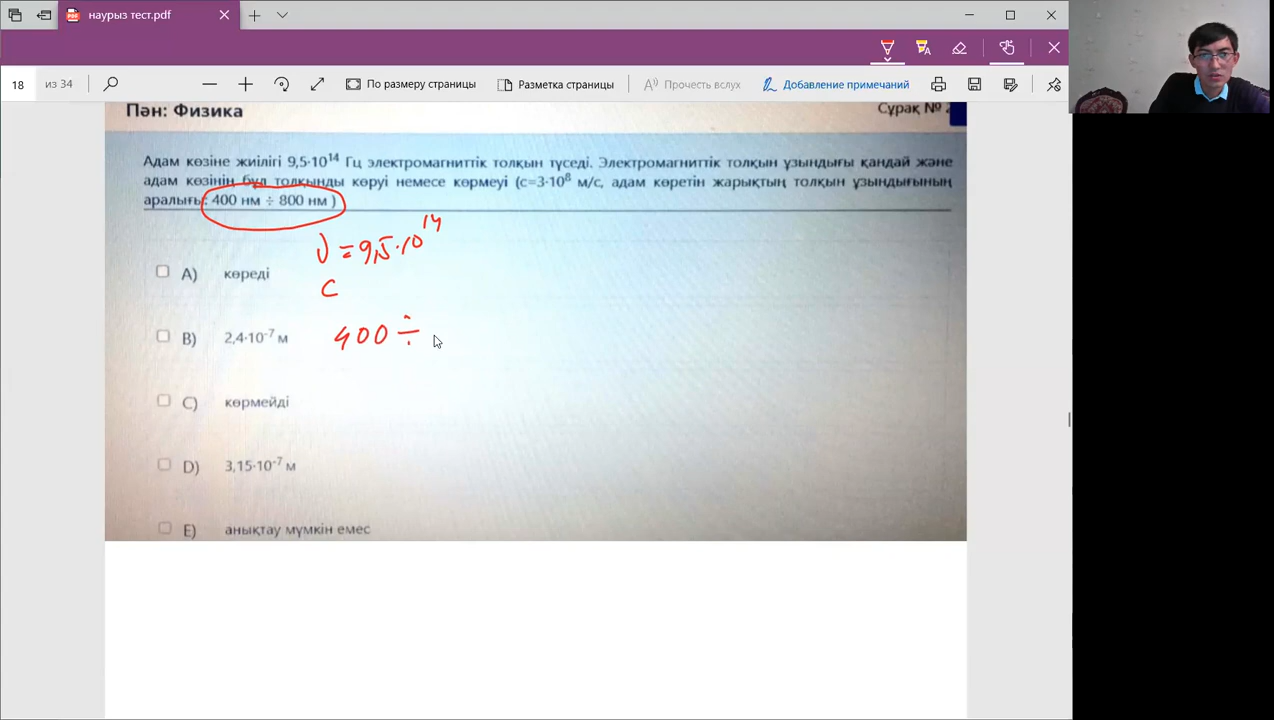 наурыз тест.pdf
18 из 34
По размеру страницы
Разметка страницы
Прочесть вслух
Добавление примечаний
Пән: Физика
Сұрақ №
Адам көзіне жиілігі 9,5·10¹⁴ Гц электромагниттік толқын түседі. Электромагниттік толқын ұзындығы қандай және
адам көзінің бұл толқынды көруі немесе көрмеуі (c=3·10⁸ м/с, адам көретін жарықтың толқын ұзындығының
аралығы: 400 нм ÷ 800 нм )
ν = 9,5·10¹⁴
A) көреді
c
B) 2,4·10⁻⁷ м
400 ÷
C) көрмейді
D) 3,15·10⁻⁷ м
E) анықтау мүмкін емес